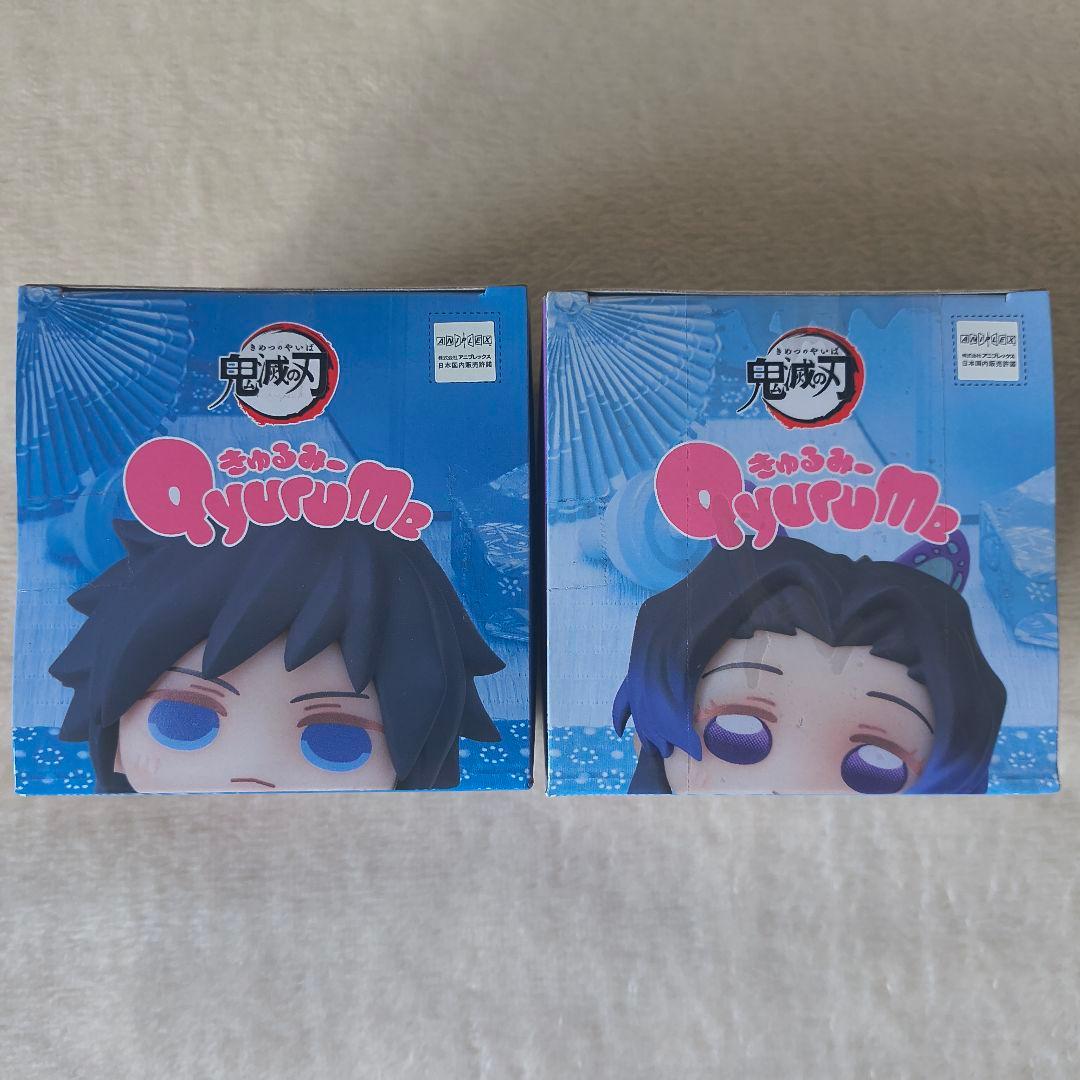 きめつのやいば
鬼滅の刃
きゅるみー
QyuruMe
ANIPLEX
株式会社アニプレックス
日本国内販売許諾
きめつのやいば
鬼滅の刃
きゅるみー
QyuruMe
ANIPLEX
株式会社アニプレックス
日本国内販売許諾